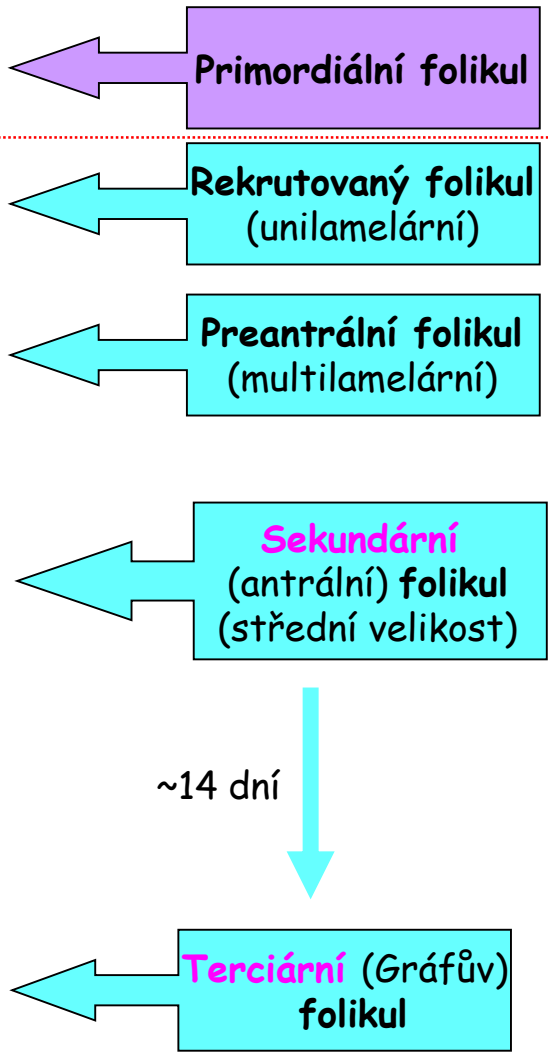 Primordiální folikul
Rekrutovaný folikul
(unilamelární)
Preantrální folikul
(multilamelární)
Sekundární
(antrální) folikul
(střední velikost)
~14 dní
Terciární (Gráfův)
folikul